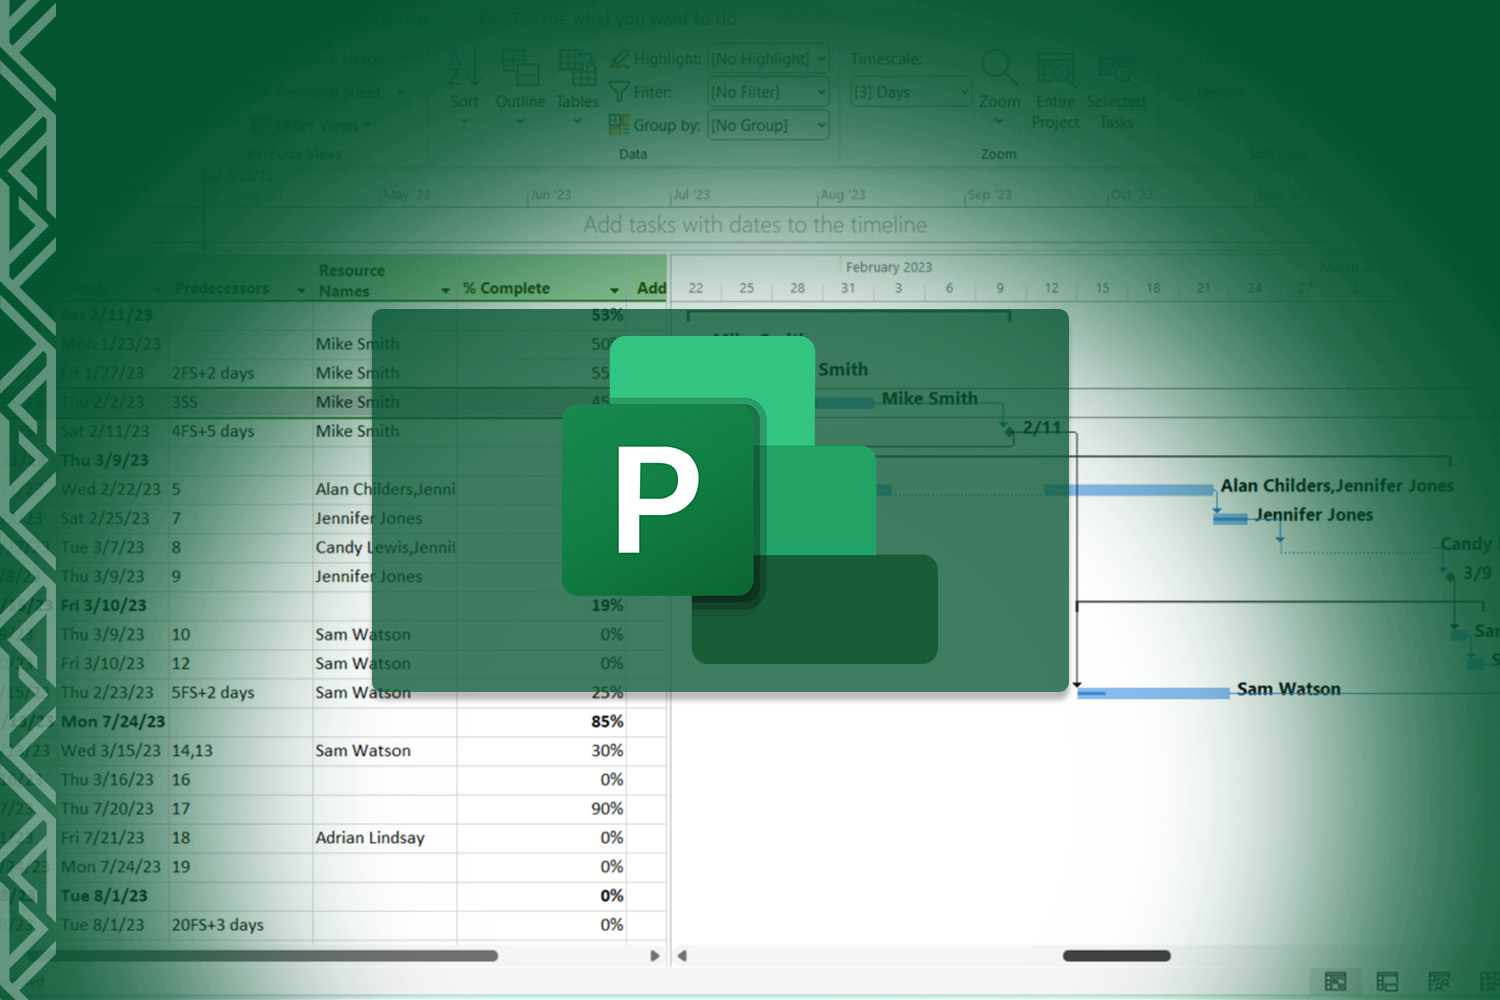 Tell me what you want to do
Resource Sheet
Other Views
Resource Views
Sort
Outline
Tables
Highlight: [No Highlight]
Filter: [No Filter]
Group by: [No Group]
Data
Timescale:
[3] Days
Zoom
Entire Project
Selected Tasks
Zoom
May '23 Jun '23 Jul '23 Aug '23 Sep '23 Oct '23
Add tasks with dates to the timeline
Predecessors Resource Names % Complete Add
February 2023 March 2023
22 25 28 31 3 6 9 12 15 18 21 24 27
Sat 2/11/23 53%
Mon 1/23/23 Mike Smith
Fri 1/27/23 2FS+2 days Mike Smith
Smith
Thu 2/2/23 3SS Mike Smith
Mike Smith
Sat 2/11/23 4FS+5 days Mike Smith
2/11
Thu 3/9/23
Wed 2/22/23 5 Alan Childers,Jenni
Alan Childers,Jennifer Jones
Sat 2/25/23 7 Jennifer Jones
Jennifer Jones
Tue 3/7/23 8 Candy Lewis,Jennif
Candy
Thu 3/9/23 9 Jennifer Jones
3/9
Fri 3/10/23 19%
Thu 3/9/23 10 Sam Watson 0%
Fri 3/10/23 12 Sam Watson 0%
Thu 2/23/23 5FS+2 days Sam Watson 25%
Sam Watson
Mon 7/24/23 85%
Wed 3/15/23 14,13 Sam Watson 30%
Thu 3/16/23 16 0%
Thu 7/20/23 17 90%
Fri 7/21/23 18 Adrian Lindsay 0%
Mon 7/24/23 19 0%
Tue 8/1/23 0%
Tue 8/1/23 20FS+3 days 0%
P